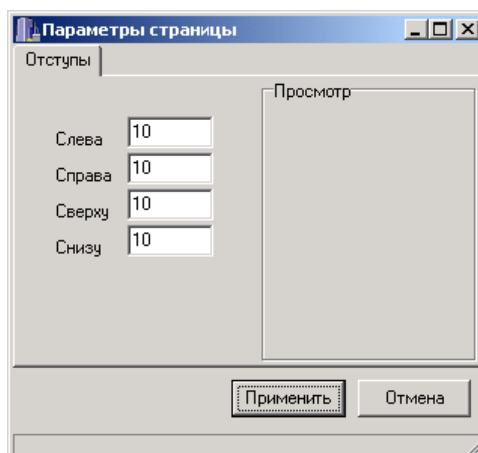 Параметры страницы
Отступы
Просмотр
Слева 10
Справа 10
Сверху 10
Снизу 10
Применить Отмена